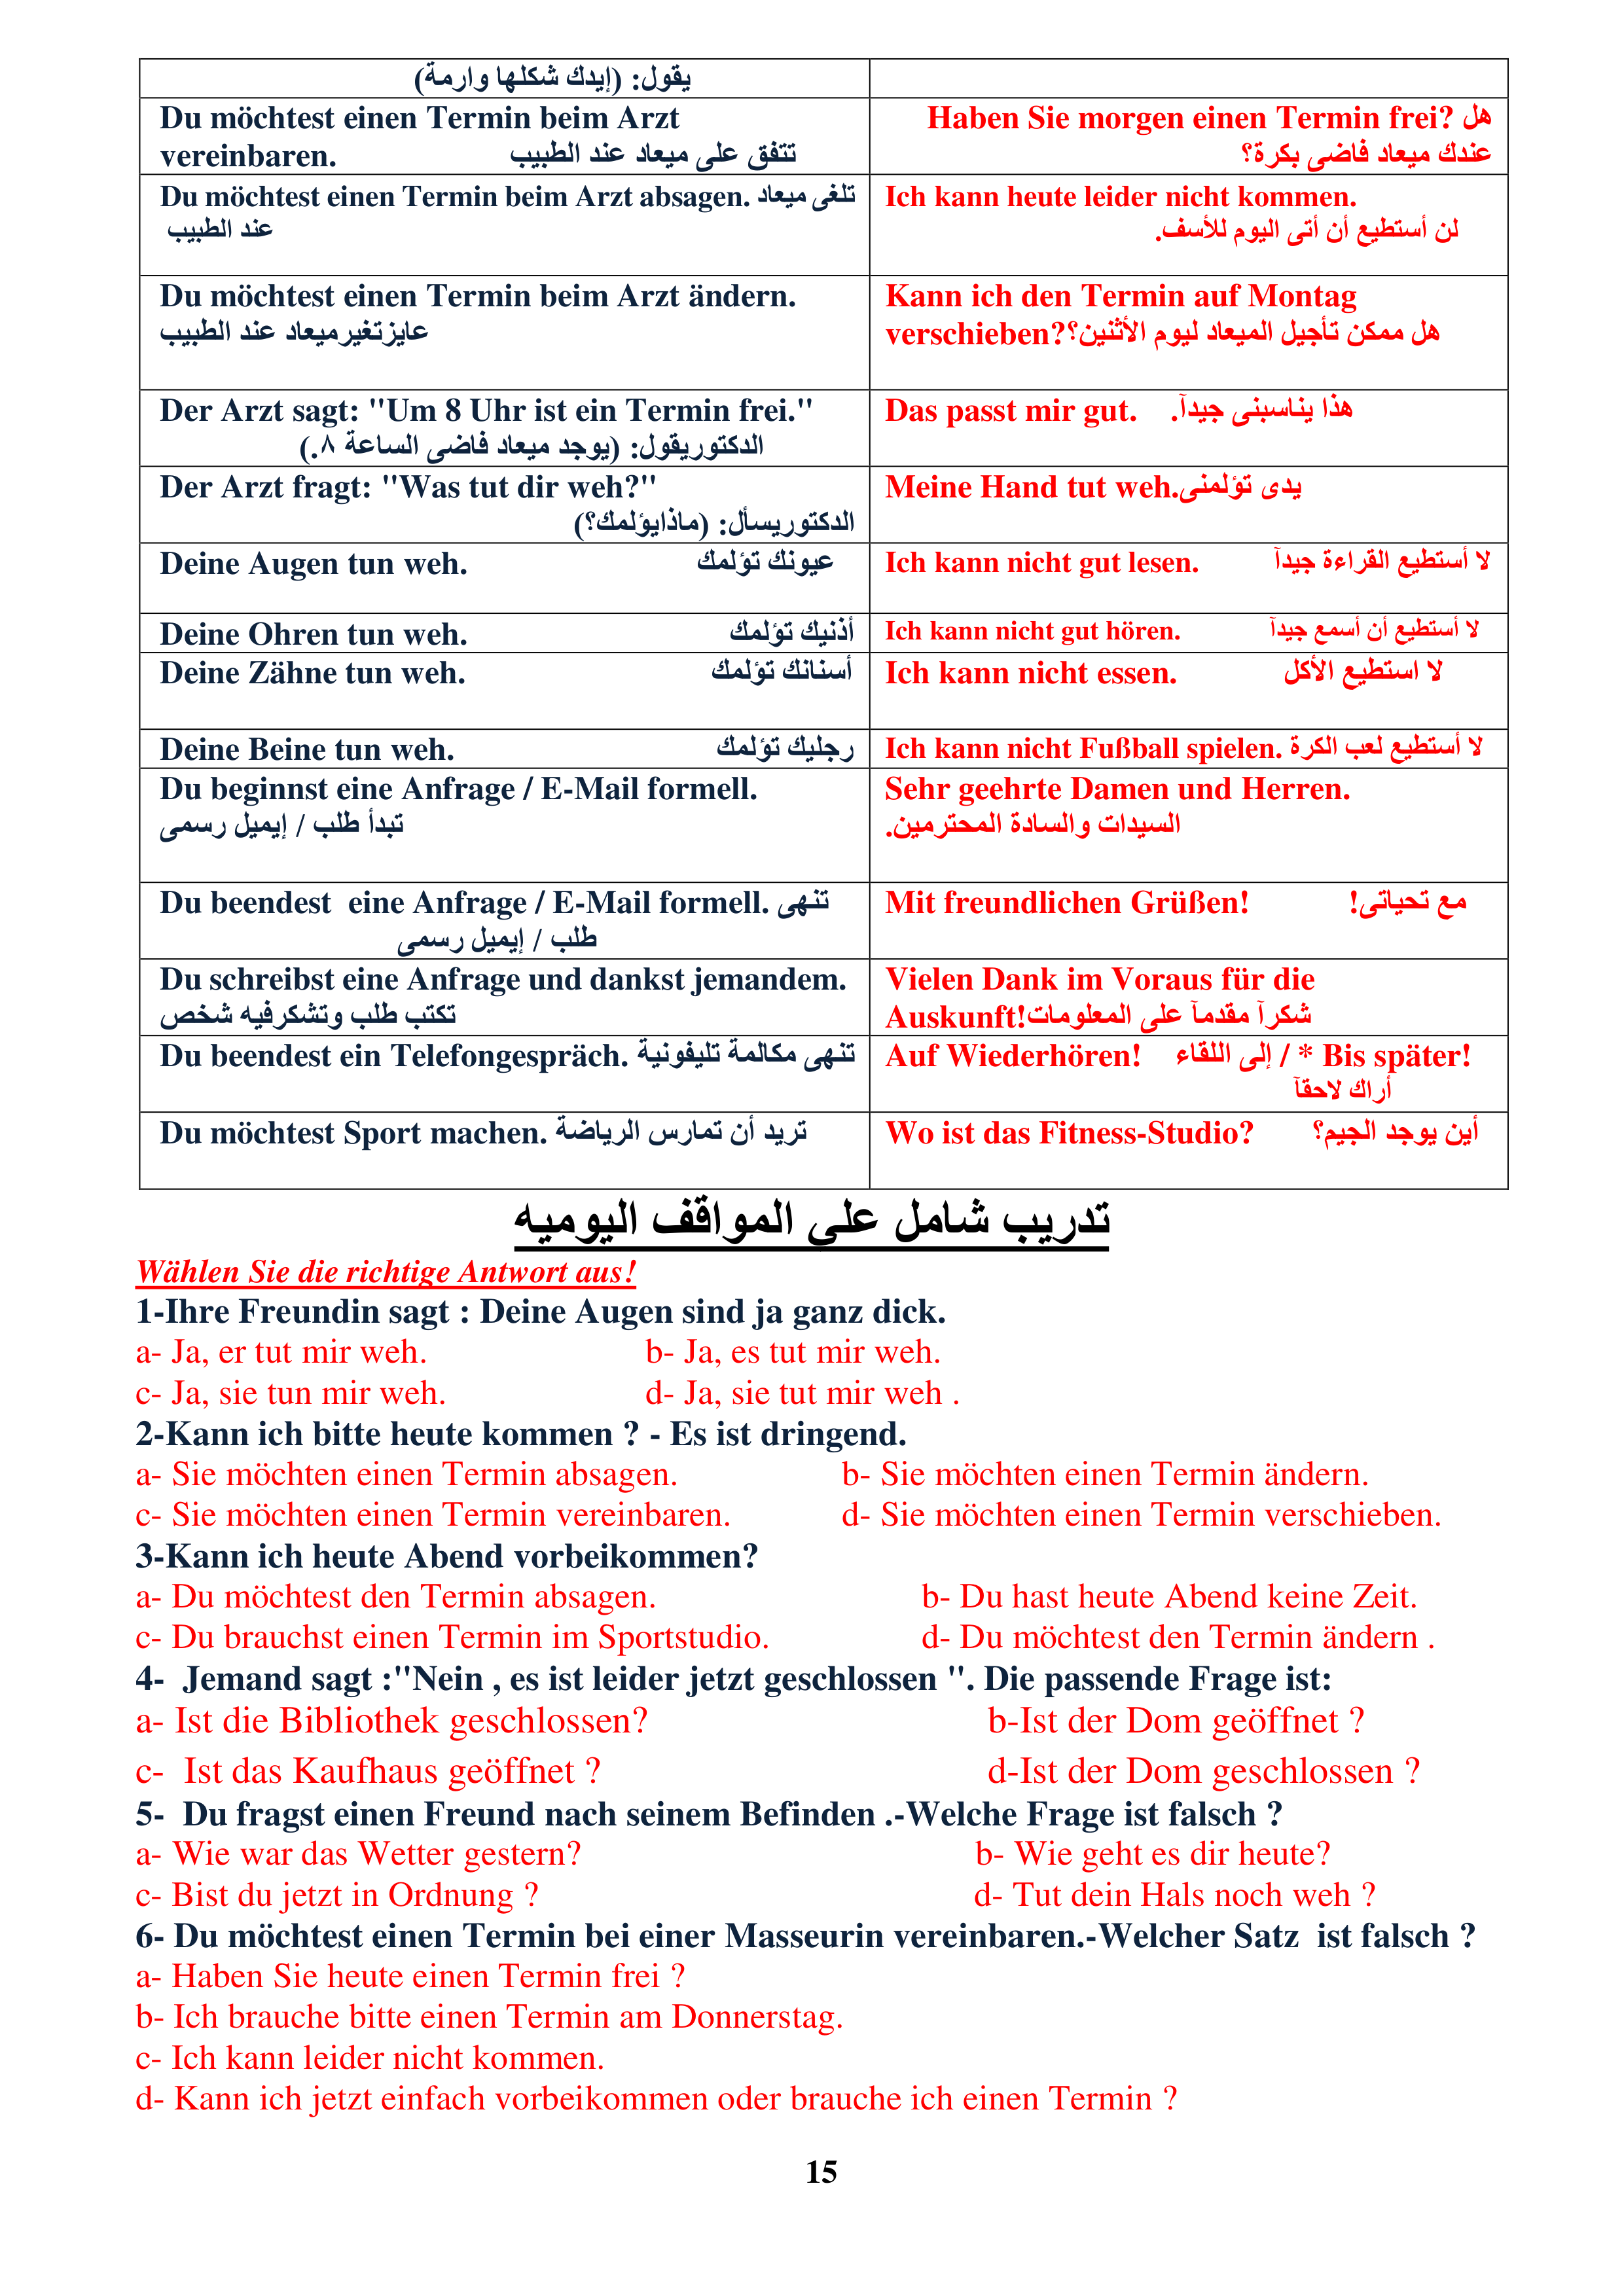 يقول: (إيدك شكلها وارمة)
Du möchtest einen Termin beim Arzt
vereinbaren. تتفق على ميعاد عند الطبيب
Haben Sie morgen einen Termin frei? هل
عندك ميعاد فاضى بكرة؟
Du möchtest einen Termin beim Arzt absagen. تلغى ميعاد
عند الطبيب
Ich kann heute leider nicht kommen.
لن أستطيع أن أتى اليوم للأسف.
Du möchtest einen Termin beim Arzt ändern.
عايزتغييرميعاد عند الطبيب
Kann ich den Termin auf Montag
verschieben?هل ممكن تأجيل الميعاد ليوم الأثنين؟
Der Arzt sagt: "Um 8 Uhr ist ein Termin frei."
الدكتوريقول: (يوجد ميعاد فاضى الساعة ٨.)
Das passt mir gut. هذا يناسبنى جيدآ.
Der Arzt fragt: "Was tut dir weh?"
الدكتوريسأل: (ماذايؤلمك؟)
Meine Hand tut weh.يدى تؤلمنى
Deine Augen tun weh. عيونك تؤلمك
Ich kann nicht gut lesen. لا أستطيع القراءة جيدآ
Deine Ohren tun weh. أذنيك تؤلمك
Ich kann nicht gut hören. لا أستطيع أن أسمع جيدآ
Deine Zähne tun weh. أسنانك تؤلمك
Ich kann nicht essen. لا استطيع الأكل
Deine Beine tun weh. رجليك تؤلمك
Ich kann nicht Fußball spielen. لا أستطيع لعب الكرة
Du beginnst eine Anfrage / E-Mail formell.
تبدأ طلب / إيميل رسمى
Sehr geehrte Damen und Herren.
السيدات والسادة المحترمين.
Du beendest eine Anfrage / E-Mail formell. تنهى
طلب / إيميل رسمى
Mit freundlichen Grüßen! مع تحياتى!
Du schreibst eine Anfrage und dankst jemandem.
تكتب طلب وتشكرفيه شخص
Vielen Dank im Voraus für die
Auskunft!شكرآ مقدمآ على المعلومات
Du beendest ein Telefongespräch. تنهى مكالمة تليفونية
Auf Wiederhören! إلى اللقاء / * Bis später!
أراك لاحقآ
Du möchtest Sport machen. تريد أن تمارس الرياضة
Wo ist das Fitness-Studio? أين يوجد الجيم؟
تدريب شامل على المواقف اليوميه
Wählen Sie die richtige Antwort aus!
1-Ihre Freundin sagt : Deine Augen sind ja ganz dick.
a- Ja, er tut mir weh. b- Ja, es tut mir weh.
c- Ja, sie tun mir weh. d- Ja, sie tut mir weh .
2-Kann ich bitte heute kommen ? - Es ist dringend.
a- Sie möchten einen Termin absagen. b- Sie möchten einen Termin ändern.
c- Sie möchten einen Termin vereinbaren. d- Sie möchten einen Termin verschieben.
3-Kann ich heute Abend vorbeikommen?
a- Du möchtest den Termin absagen. b- Du hast heute Abend keine Zeit.
c- Du brauchst einen Termin im Sportstudio. d- Du möchtest den Termin ändern .
4- Jemand sagt :"Nein , es ist leider jetzt geschlossen ". Die passende Frage ist:
a- Ist die Bibliothek geschlossen? b-Ist der Dom geöffnet ?
c- Ist das Kaufhaus geöffnet ? d-Ist der Dom geschlossen ?
5- Du fragst einen Freund nach seinem Befinden .-Welche Frage ist falsch ?
a- Wie war das Wetter gestern? b- Wie geht es dir heute?
c- Bist du jetzt in Ordnung ? d- Tut dein Hals noch weh ?
6- Du möchtest einen Termin bei einer Masseurin vereinbaren.-Welcher Satz ist falsch ?
a- Haben Sie heute einen Termin frei ?
b- Ich brauche bitte einen Termin am Donnerstag.
c- Ich kann leider nicht kommen.
d- Kann ich jetzt einfach vorbeikommen oder brauche ich einen Termin ?
15